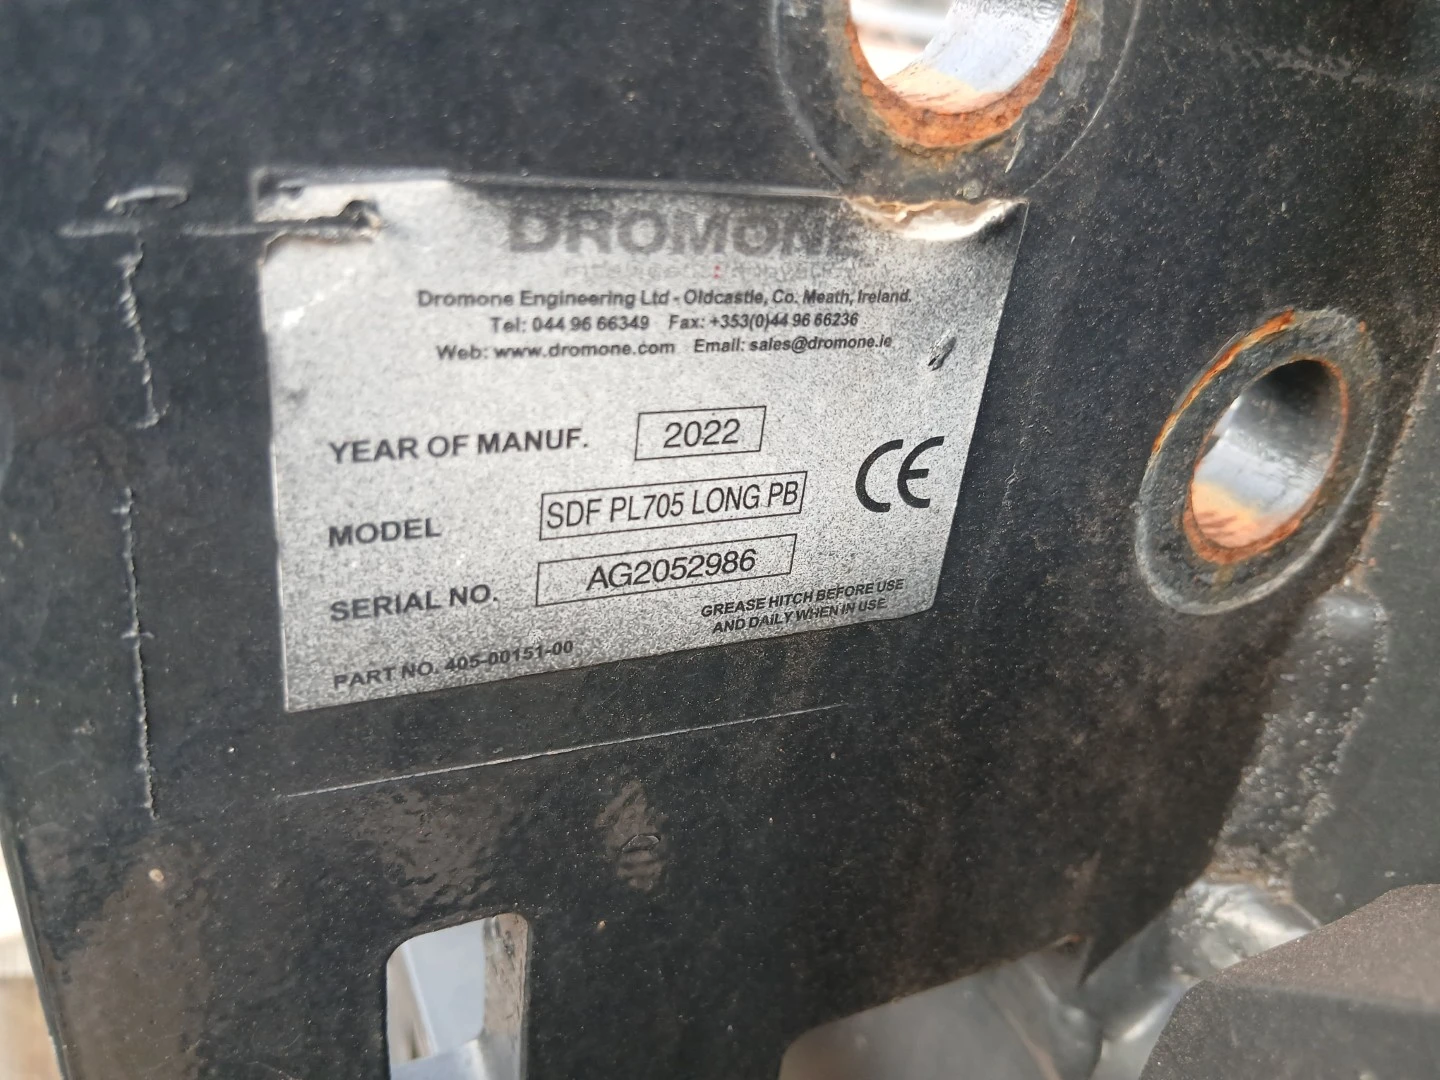 DROMONE
Dromone Engineering Ltd - Oldcastle, Co. Meath, Ireland.
Tel: 044 96 66349 Fax: +353(0)44 96 66236
Web: www.dromone.com Email: sales@dromone.ie
YEAR OF MANUF. 2022
MODEL SDF PL705 LONG PB
SERIAL NO. AG2052986
CE
GREASE HITCH BEFORE USE
AND DAILY WHEN IN USE.
PART NO. 405-00151-00